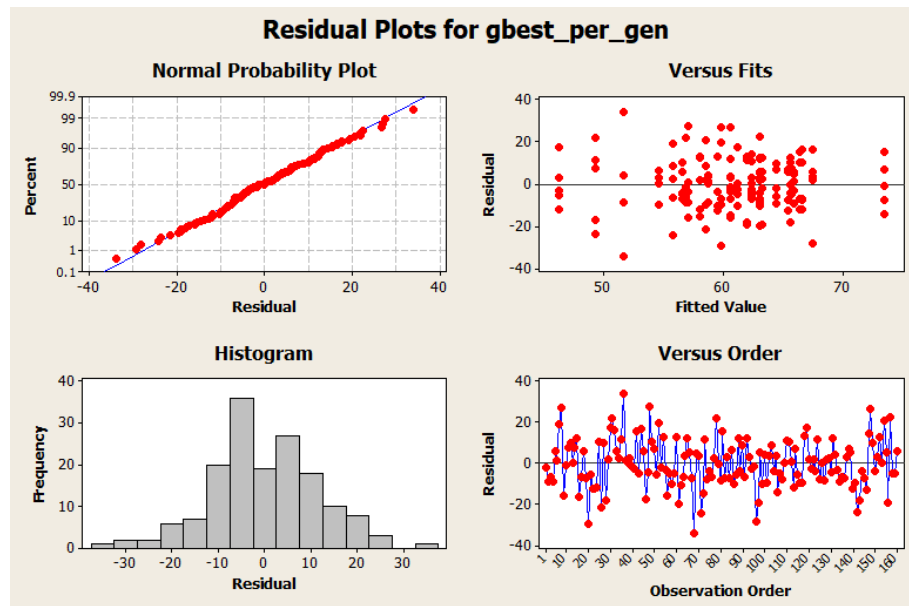 Residual Plots for gbest_per_gen
Normal Probability Plot
99.9
99
90
50
10
1
0.1
Percent
-40 -20 0 20 40
Residual
Versus Fits
40
20
0
-20
-40
Residual
50 60 70
Fitted Value
Histogram
40
30
20
10
0
Frequency
-30 -20 -10 0 10 20 30
Residual
Versus Order
40
20
0
-20
-40
Residual
1 10 20 30 40 50 60 70 80 90 100 110 120 130 140 150 160
Observation Order